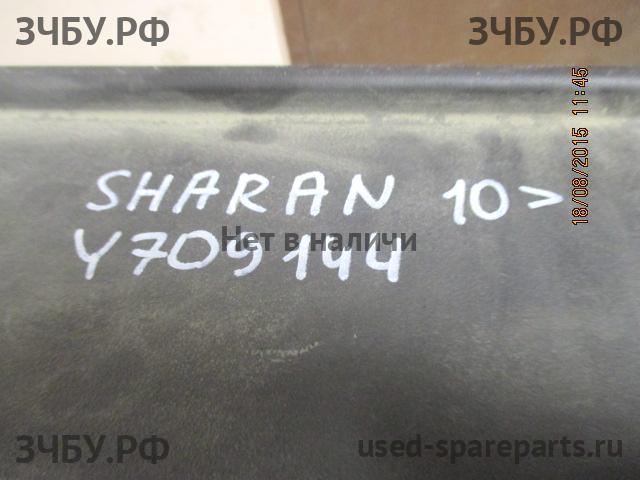 ЗЧБУ.РФ ЗЧБУ.РФ
18/08/2015 11:45
SHARAN 10>
Y709144
Нет в наличи
ЗЧБУ.РФ used-spareparts.ru